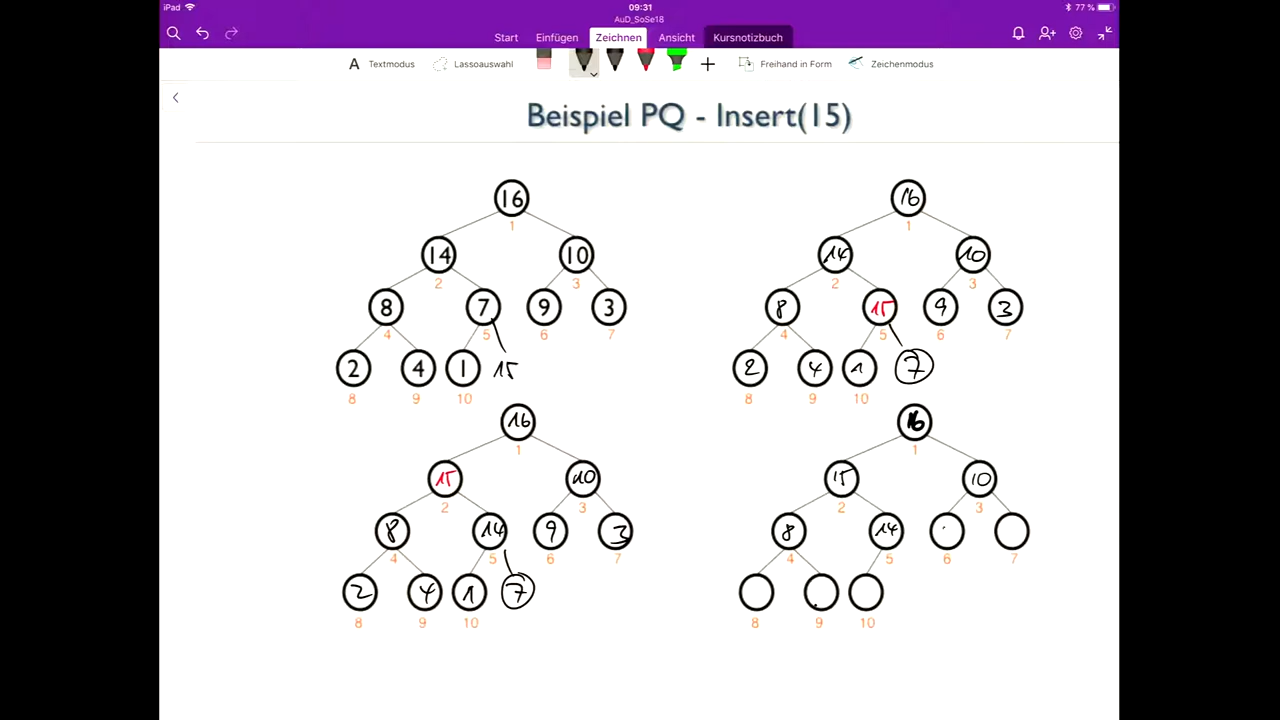 iPad 09:31 77 %
AuD_SoSe18
Start Einfügen Zeichnen Ansicht Kursnotizbuch
A Textmodus Lassoauswahl Freihand in Form Zeichenmodus
Beispiel PQ - Insert(15)
16
1
14 10
2 3
8 7 9 3
4 5 6 7
2 4 1 15
8 9 10
16
1
14 10
2 3
8 15 9 3
4 5 6 7
2 4 1 7
8 9 10
16
1
15 10
2 3
8 14 9 3
4 5 6 7
2 4 1 7
8 9 10
16
1
15 10
2 3
8 14
4 5 6 7
8 9 10